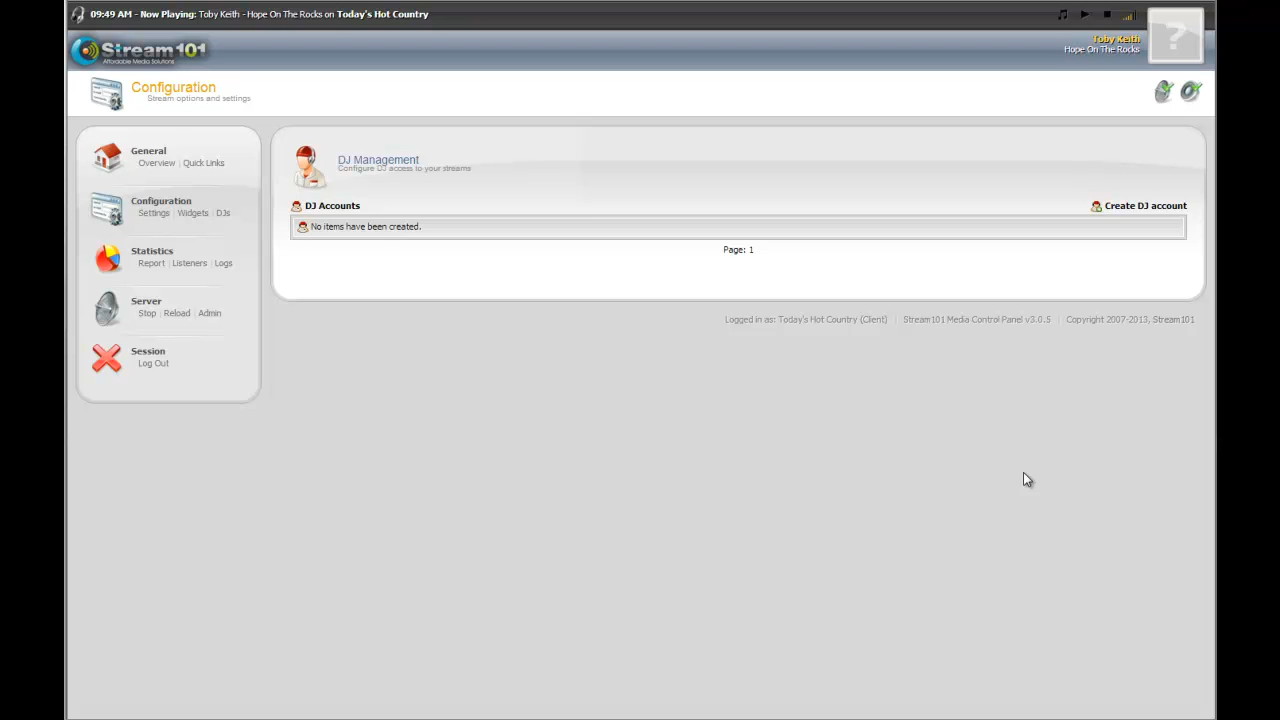 09:49 AM - Now Playing: Toby Keith - Hope On The Rocks on Today's Hot Country
Stream101
Affordable Media Solutions
Toby Keith
Hope On The Rocks
?
Configuration
Stream options and settings
General
Overview | Quick Links
Configuration
Settings | Widgets | DJs
Statistics
Report | Listeners | Logs
Server
Stop | Reload | Admin
Session
Log Out
DJ Management
Configure DJ access to your streams
DJ Accounts
Create DJ account
No items have been created.
Page: 1
Logged in as: Today's Hot Country (Client) | Stream101 Media Control Panel v3.0.5 | Copyright 2007-2013, Stream101